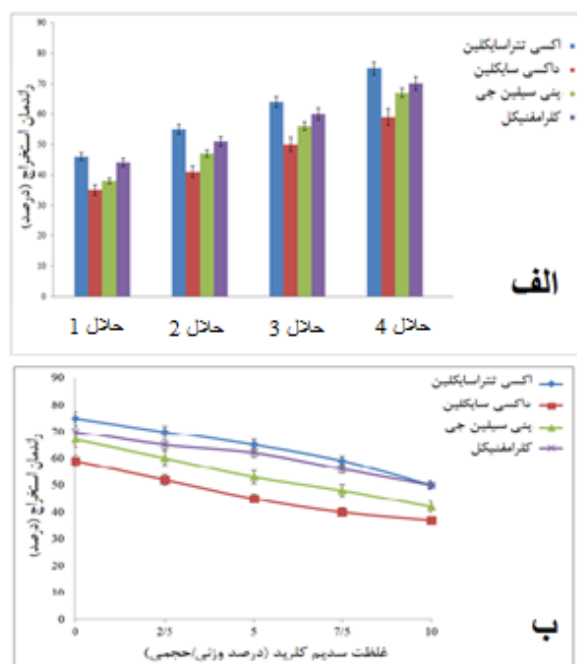 اکسی تتراسایکلین
داکسی سایکلین
پنی سیلین جی
کلرامفنیکل
راندمان استخراج (درصد)
90
80
70
60
50
40
30
20
10
0
حلال 1 حلال 2 حلال 3 حلال 4
الف
اکسی تتراسایکلین
داکسی سایکلین
پنی سیلین جی
کلرامفنیکل
راندمان استخراج (درصد)
90
80
70
60
50
40
30
20
10
0
0 2/5 5 7/5 10
غلظت سدیم کلرید (درصد وزنی/حجمی)
ب